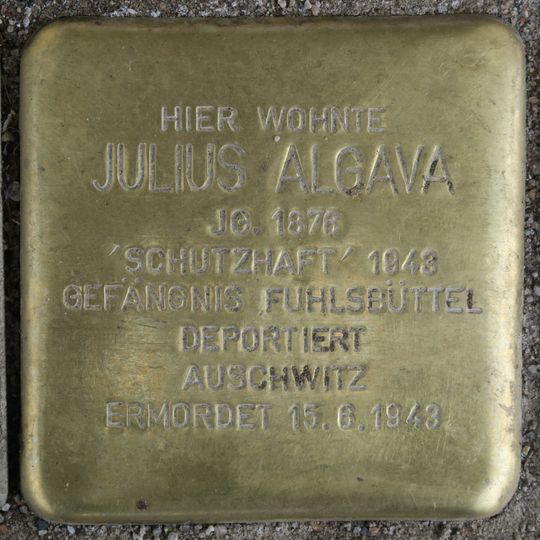 HIER WOHNTE
JULIUS ALGAVA
JG. 1876
´SCHUTZHAFT´ 1943
GEFÄNGNIS FUHLSBÜTTEL
DEPORTIERT
AUSCHWITZ
ERMORDET 15.6.1943